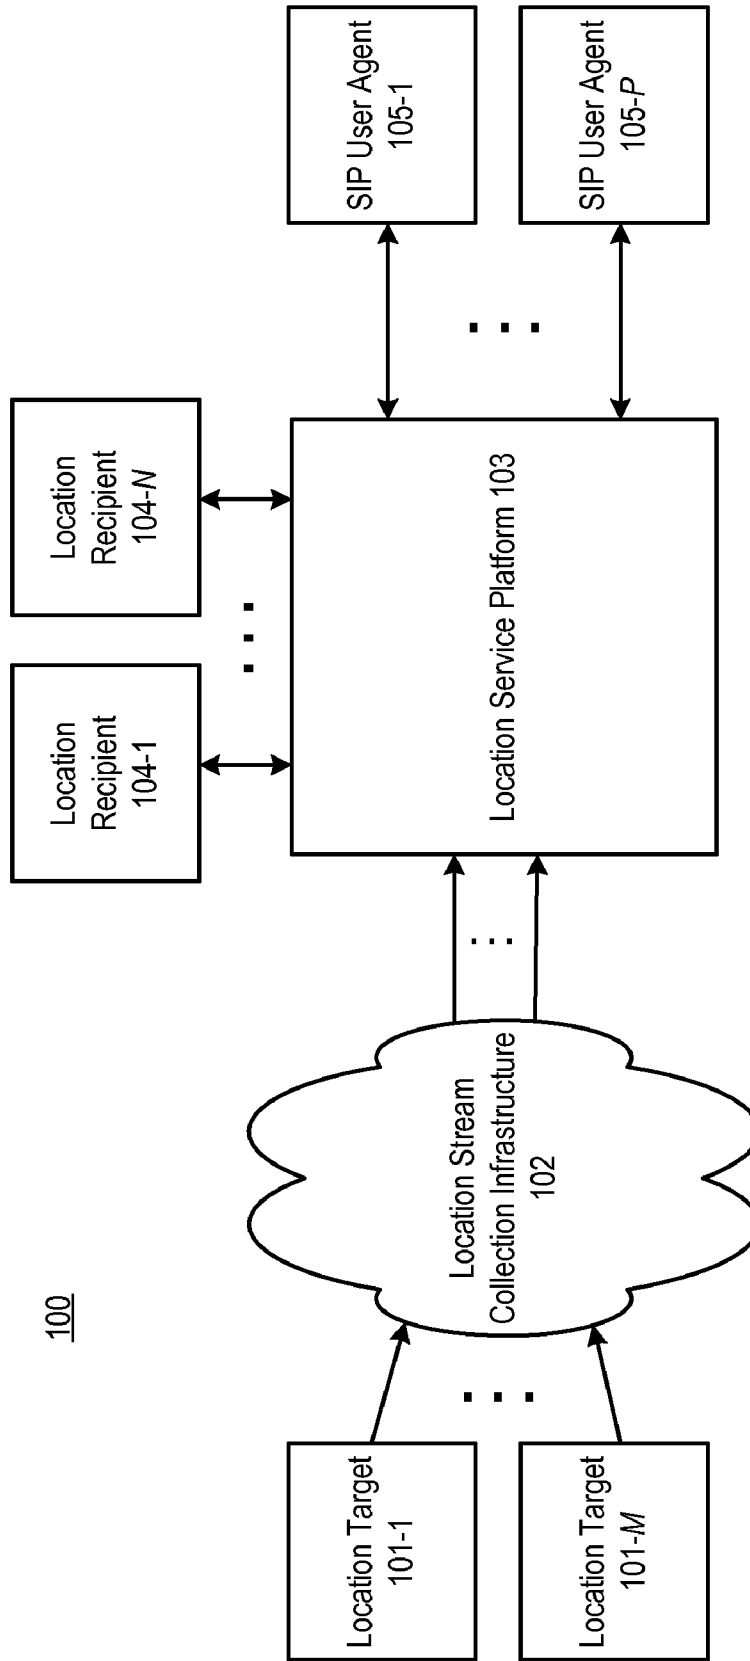 100
Location Recipient
104-1
Location Recipient
104-N
Location Target
101-1
Location Target
101-M
Location Stream
Collection Infrastructure
102
Location Service Platform 103
SIP User Agent
105-1
SIP User Agent
105-P